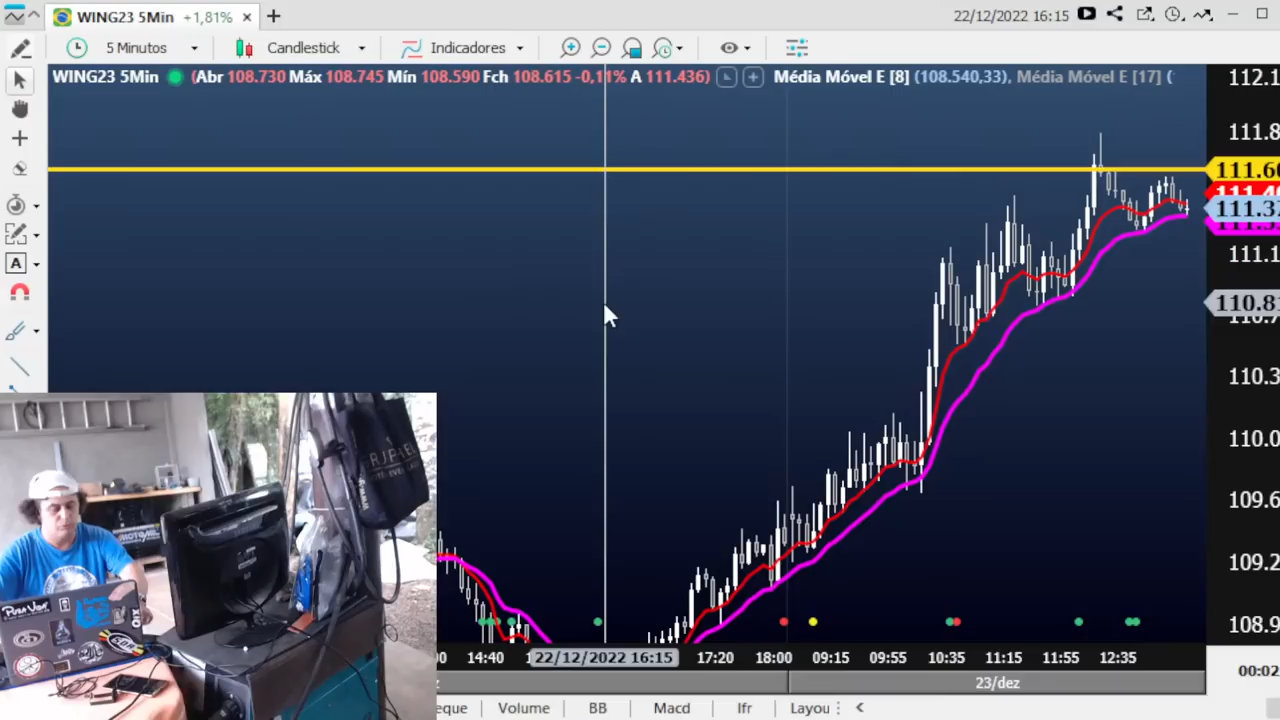 WING23 5Min +1,81%
22/12/2022 16:15
5 Minutos
Candlestick
Indicadores
WING23 5Min (Abr 108.730 Máx 108.745 Mín 108.590 Fch 108.615 -0,11% A 111.436) Média Móvel E [8] (108.540,33), Média Móvel E [17] (
112.1
111.8
111.60
111.1
110.81
110.3
110.0
109.6
109.2
108.9
A
PURA VIDA
14:40
22/12/2022 16:15
17:20
18:00
09:15
09:55
10:35
11:15
11:55
12:35
00:02
23/dez
eque
Volume
BB
Macd
Ifr
Layou